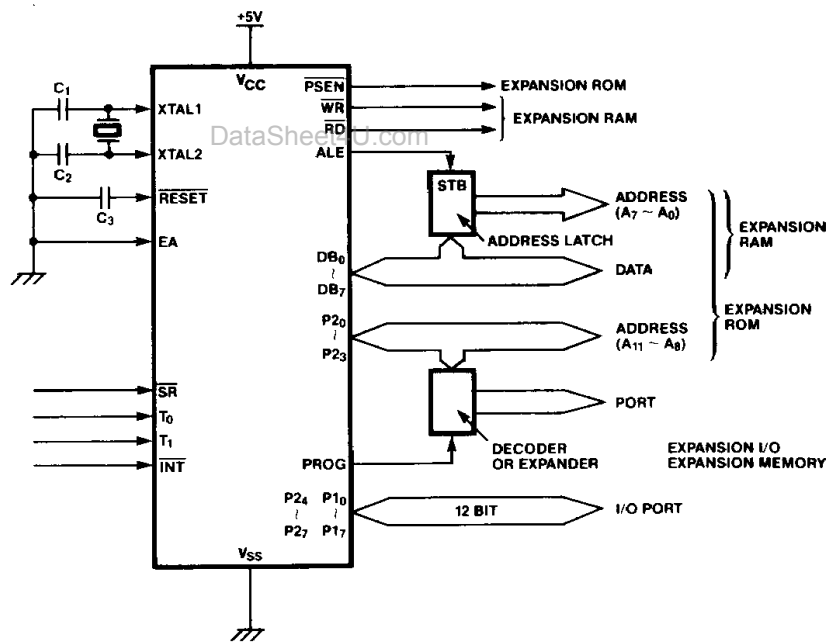 +5V
VCC
C1
XTAL1
XTAL2
C2
RESET
C3
EA
SR
T0
T1
INT
PSEN
WR
RD
ALE
DB0
~
DB7
P20
~
P23
PROG
P24 P10
~ ~
P27 P17
VSS
DataSheet4U.com
EXPANSION ROM
EXPANSION RAM
STB
ADDRESS LATCH
ADDRESS
(A7 ~ A0)
DATA
ADDRESS
(A11 ~ A8)
EXPANSION
RAM
EXPANSION
ROM
PORT
DECODER
OR EXPANDER
EXPANSION I/O
EXPANSION MEMORY
12 BIT
I/O PORT